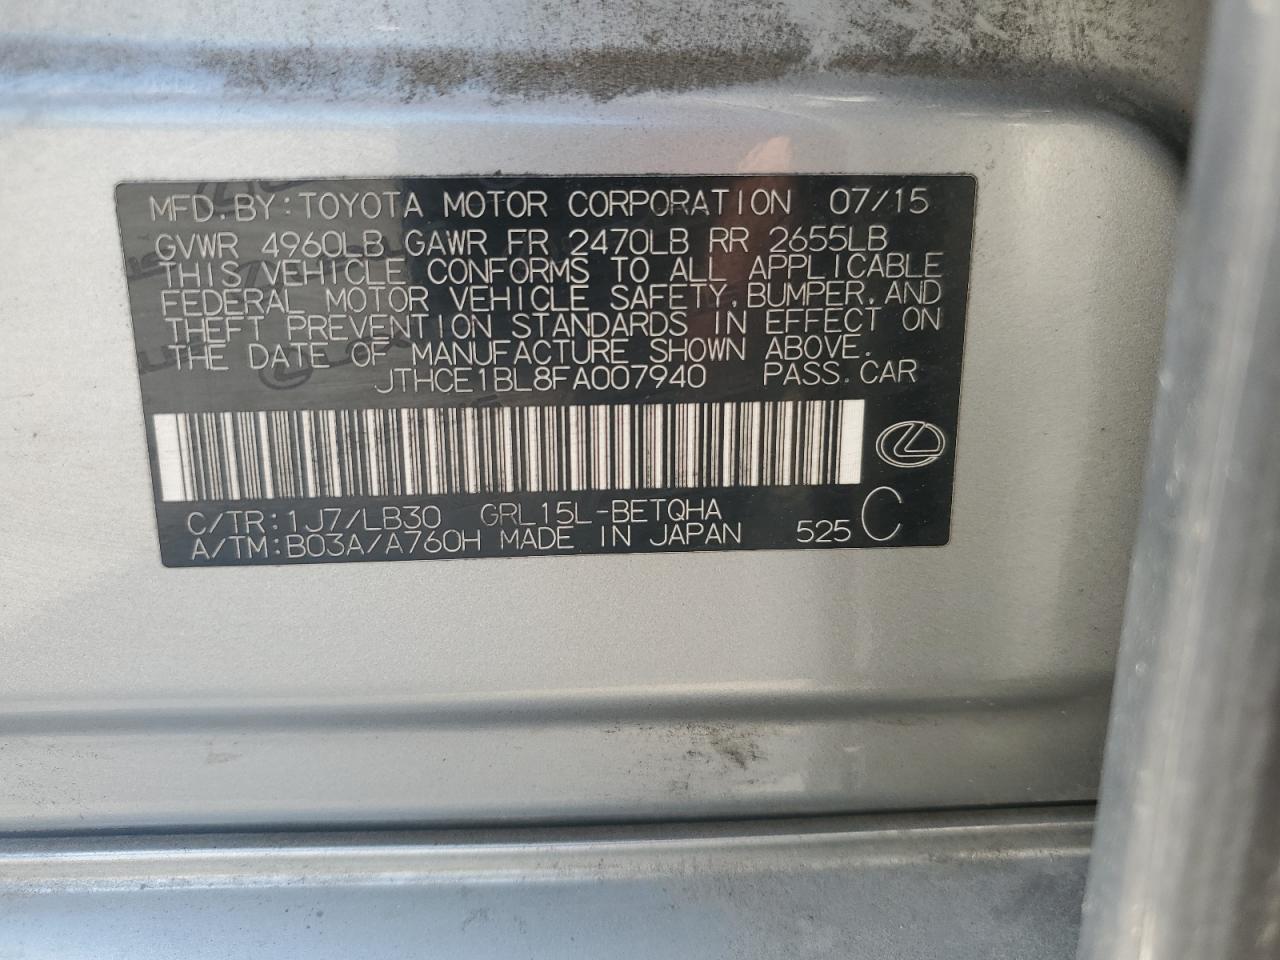 MFD. BY: TOYOTA MOTOR CORPORATION 07/15
GVWR 4960LB GAWR FR 2470LB RR 2655LB
THIS VEHICLE CONFORMS TO ALL APPLICABLE
FEDERAL MOTOR VEHICLE SAFETY, BUMPER, AND
THEFT PREVENTION STANDARDS IN EFFECT ON
THE DATE OF MANUFACTURE SHOWN ABOVE.
JTHCE1BL8FA007940 PASS. CAR
C/TR: 1J7/LB30 GRL15L-BETQHA
A/TM: B03A/A760H MADE IN JAPAN 525 C